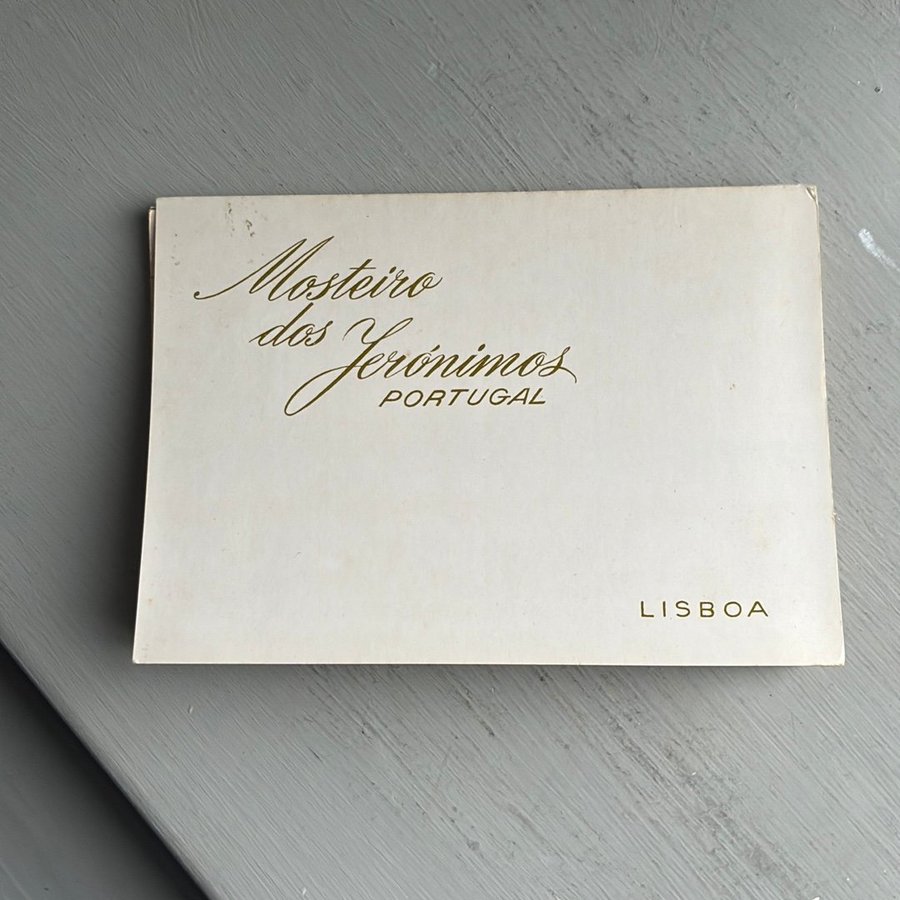 Mosteiro
dos Jerónimos
PORTUGAL
LISBOA